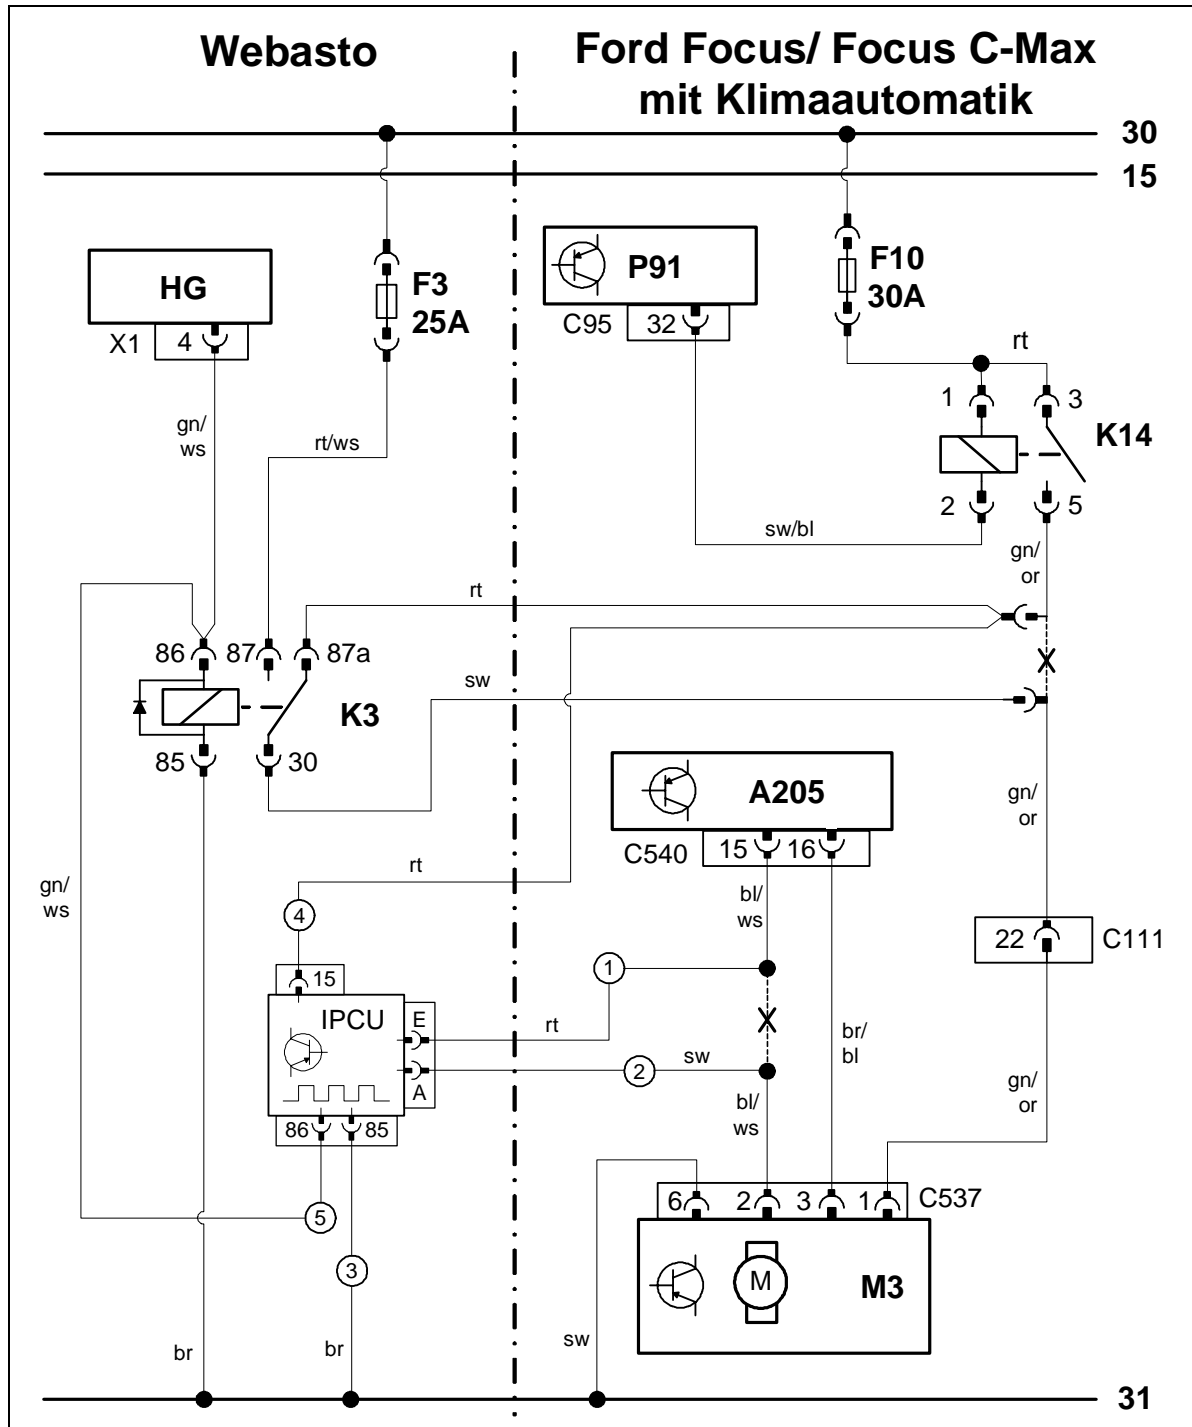 Webasto
Ford Focus/ Focus C-Max
mit Klimaautomatik
30
15
HG
X1
4
F3
25A
P91
C95
32
F10
30A
rt
1
3
K14
2
5
gn/
ws
rt/ws
sw/bl
gn/
or
rt
86
87
87a
sw
K3
85
30
A205
C540
15
16
gn/
or
gn/
ws
rt
4
bl/
ws
22
C111
1
15
IPCU
E
rt
br/
bl
2
sw
A
86
85
bl/
ws
gn/
or
5
6
2
3
1
C537
3
M
M3
br
br
sw
31